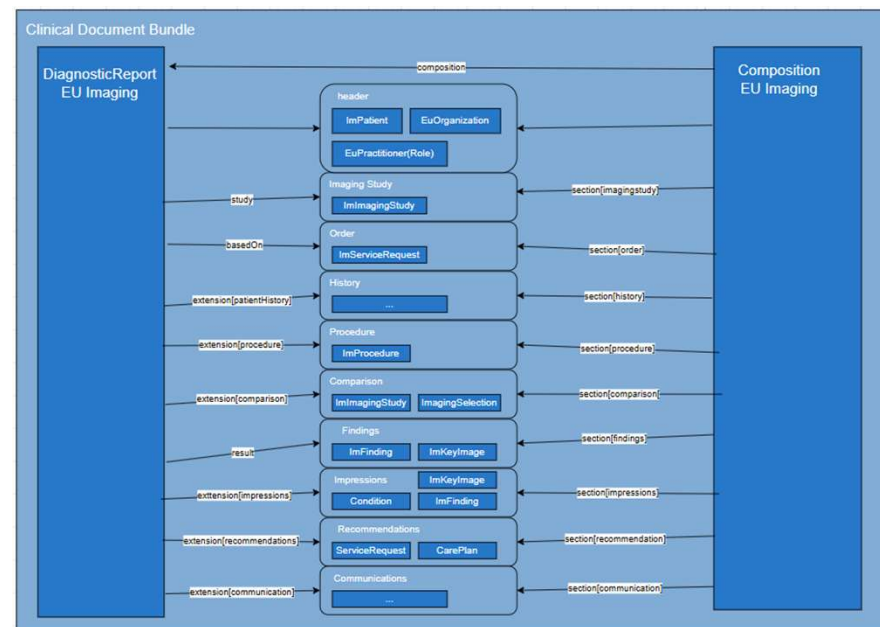 Clinical Document Bundle
DiagnosticReport
EU Imaging
composition
Composition
EU Imaging
header
ImPatient
EuOrganization
EuPractitioner(Role)
Imaging Study
study
ImImagingStudy
section[imagingstudy]
Order
basedOn
ImServiceRequest
section[order]
History
extension[patientHistory]
...
section[history]
Procedure
extension[procedure]
ImProcedure
section[procedure]
Comparison
extension[comparison]
ImImagingStudy
ImagingSelection
section[comparison[
Findings
result
ImFinding
ImKeyImage
section[findings]
Impressions
ImKeyImage
exttension[impressions]
Condition
ImFinding
section[impressions]
Recommendations
extension[recommendations]
ServiceRequest
CarePlan
section[recommendation]
Communications
extension[communication]
...
section[communication]